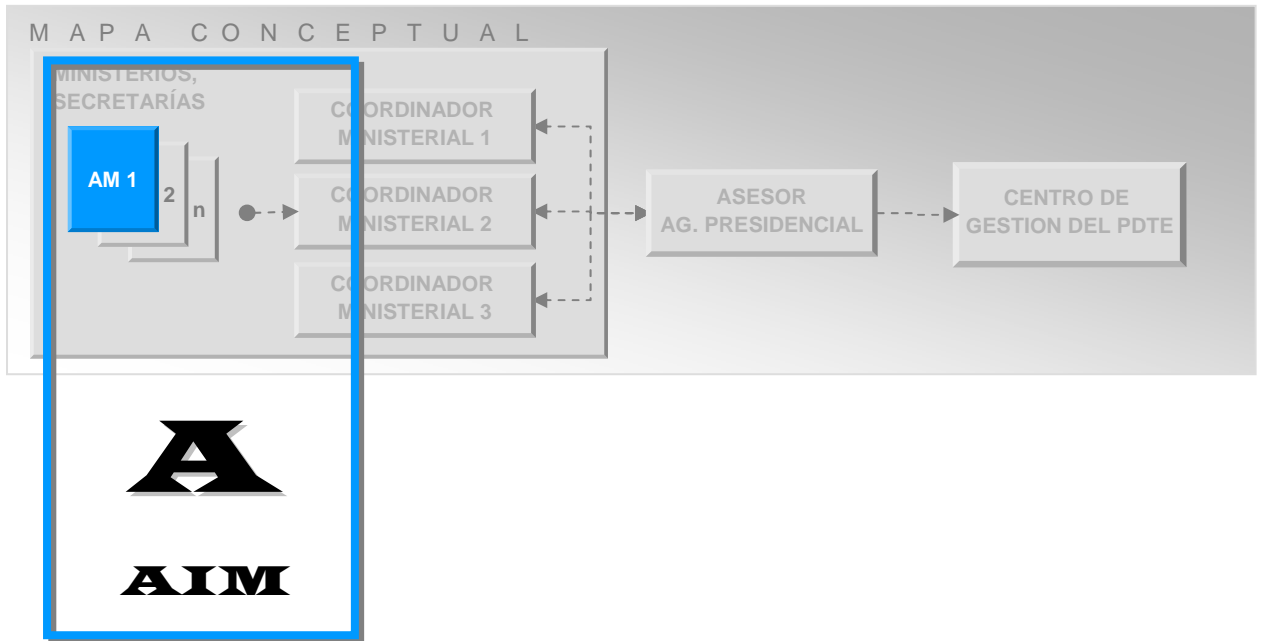 MAPA CONCEPTUAL
MINISTERIOS,
SECRETARÍAS
AM 1
2
n
COORDINADOR
MINISTERIAL 1
COORDINADOR
MINISTERIAL 2
COORDINADOR
MINISTERIAL 3
ASESOR
AG. PRESIDENCIAL
CENTRO DE
GESTION DEL PDTE
A
AIM